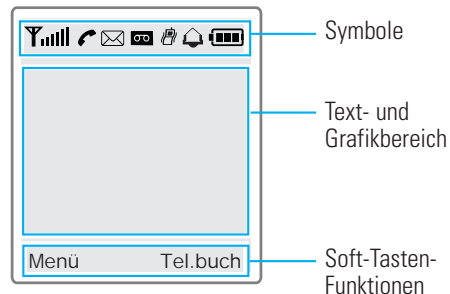 Symbole
Text- und
Grafikbereich
Menü Tel.buch
Soft-Tasten-
Funktionen